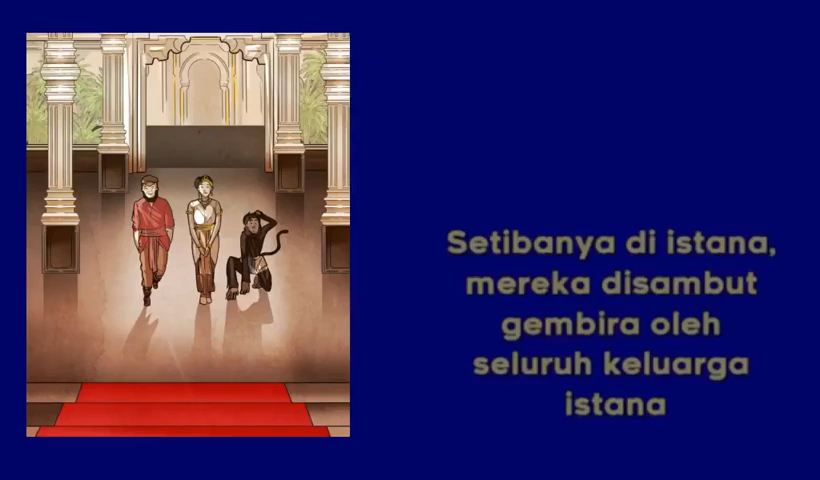 Setibanya di istana,
mereka disambut
gembira oleh
seluruh keluarga
istana